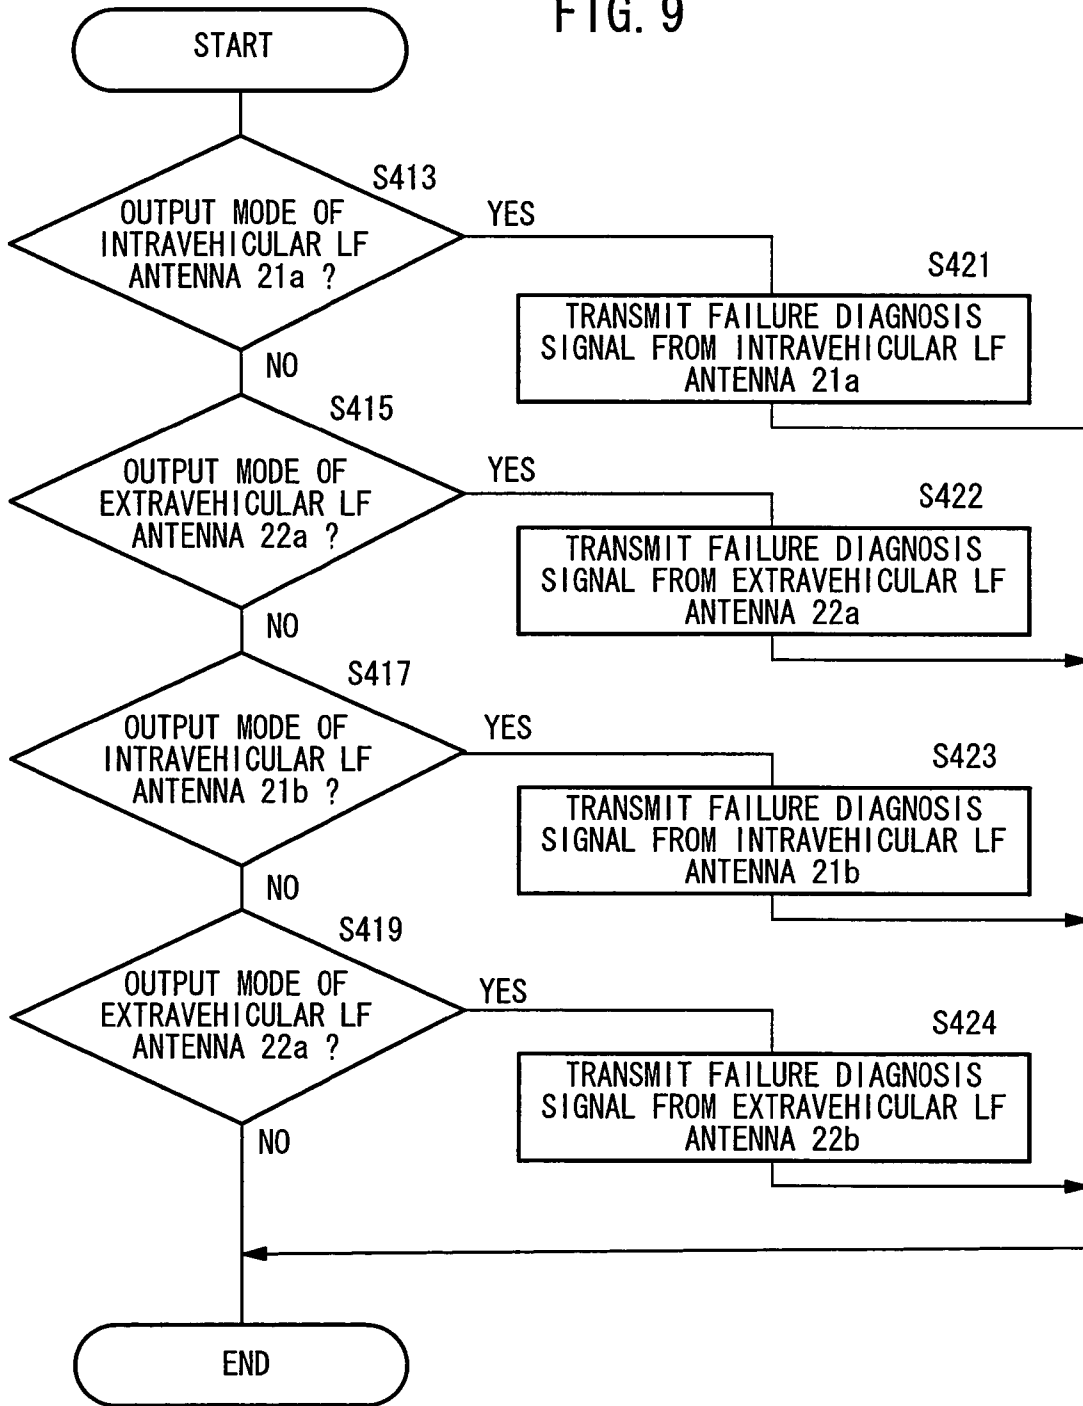 FIG. 9
START
S413
OUTPUT MODE OF
INTRAVEHICULAR LF
ANTENNA 21a ?
YES
NO
S421
TRANSMIT FAILURE DIAGNOSIS
SIGNAL FROM INTRAVEHICULAR LF
ANTENNA 21a
S415
OUTPUT MODE OF
EXTRAVEHICULAR LF
ANTENNA 22a ?
YES
NO
S422
TRANSMIT FAILURE DIAGNOSIS
SIGNAL FROM EXTRAVEHICULAR LF
ANTENNA 22a
S417
OUTPUT MODE OF
INTRAVEHICULAR LF
ANTENNA 21b ?
YES
NO
S423
TRANSMIT FAILURE DIAGNOSIS
SIGNAL FROM INTRAVEHICULAR LF
ANTENNA 21b
S419
OUTPUT MODE OF
EXTRAVEHICULAR LF
ANTENNA 22a ?
YES
NO
S424
TRANSMIT FAILURE DIAGNOSIS
SIGNAL FROM EXTRAVEHICULAR LF
ANTENNA 22b
END